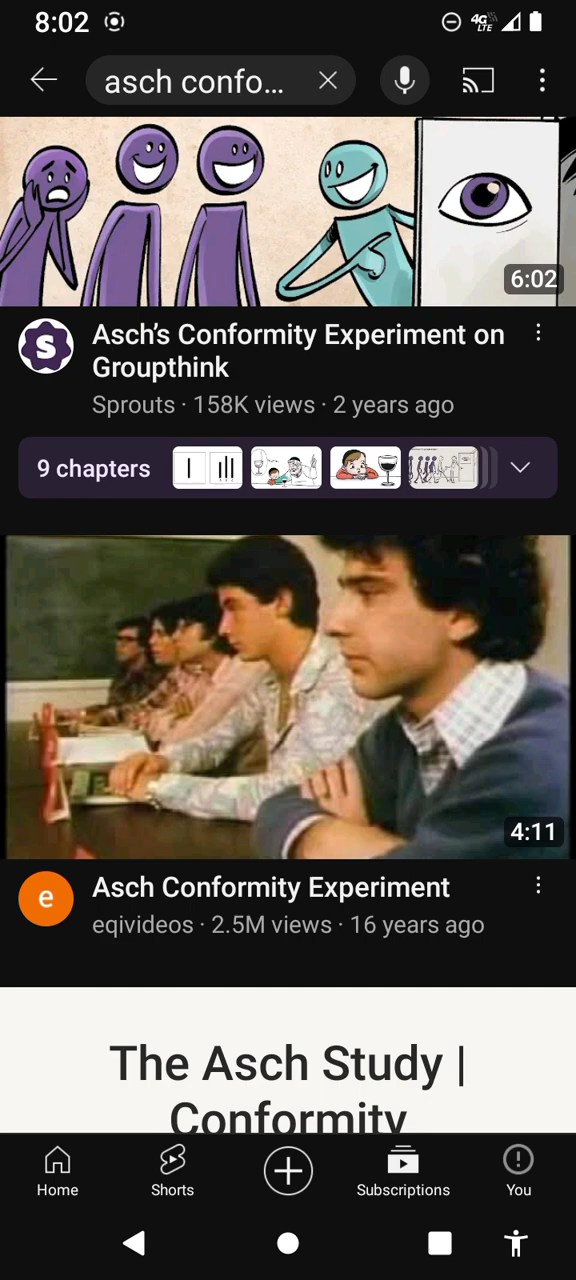 8:02
4G
LTE
asch confo...
6:02
S
Asch's Conformity Experiment on
Groupthink
Sprouts · 158K views · 2 years ago
9 chapters
4:11
e
Asch Conformity Experiment
eqivideos · 2.5M views · 16 years ago
The Asch Study |
Conformity
Home
Shorts
Subscriptions
You